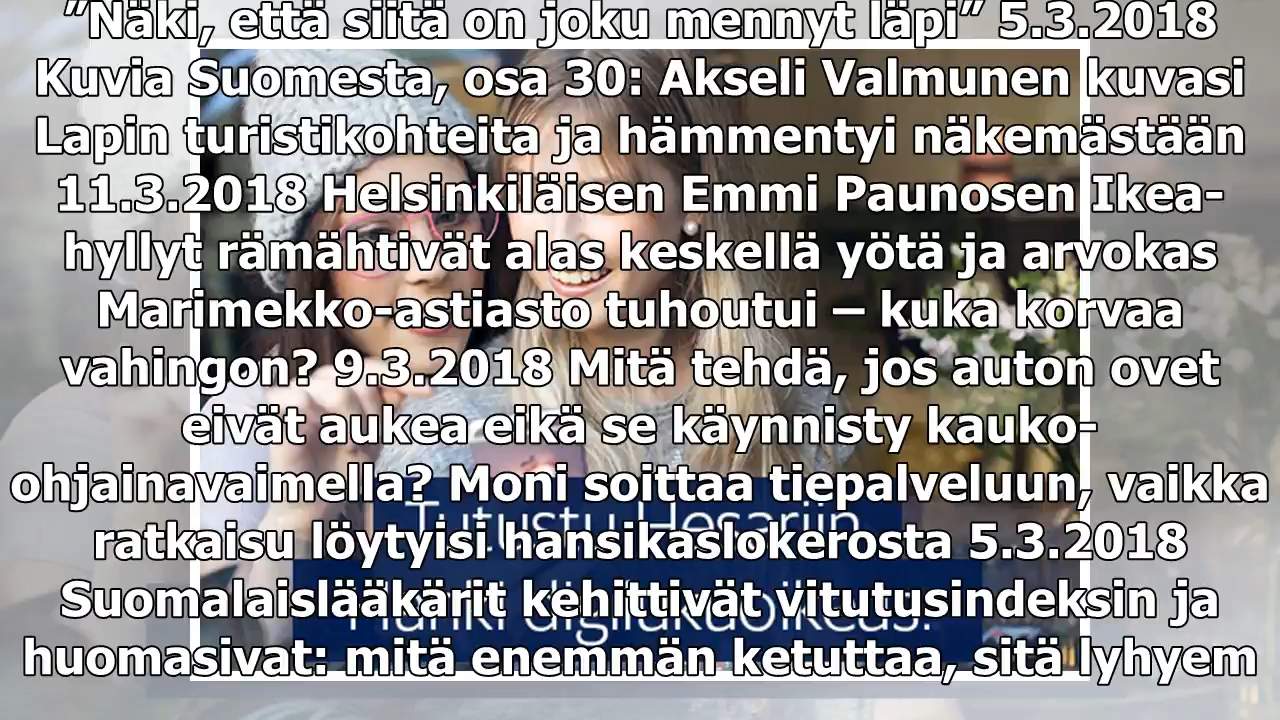 ”Näki, että siitä on joku mennyt läpi” 5.3.2018
Kuvia Suomesta, osa 30: Akseli Valmunen kuvasi
Lapin turistikohteita ja hämmentyi näkemästään
11.3.2018 Helsinkiläisen Emmi Paunosen Ikea-
hyllyt rämähtivät alas keskellä yötä ja arvokas
Marimekko-astiasto tuhoutui – kuka korvaa
vahingon? 9.3.2018 Mitä tehdä, jos auton ovet
eivät aukea eikä se käynnisty kauko-
ohjainavaimella? Moni soittaa tiepalveluun, vaikka
Tutustu Hesariin
ratkaisu löytyisi hansikaslokerosta 5.3.2018
Suomalaislääkärit kehittivät vitutusindeksin ja
Hanki digilukuoikeus.
huomasivat: mitä enemmän ketuttaa, sitä lyhyem